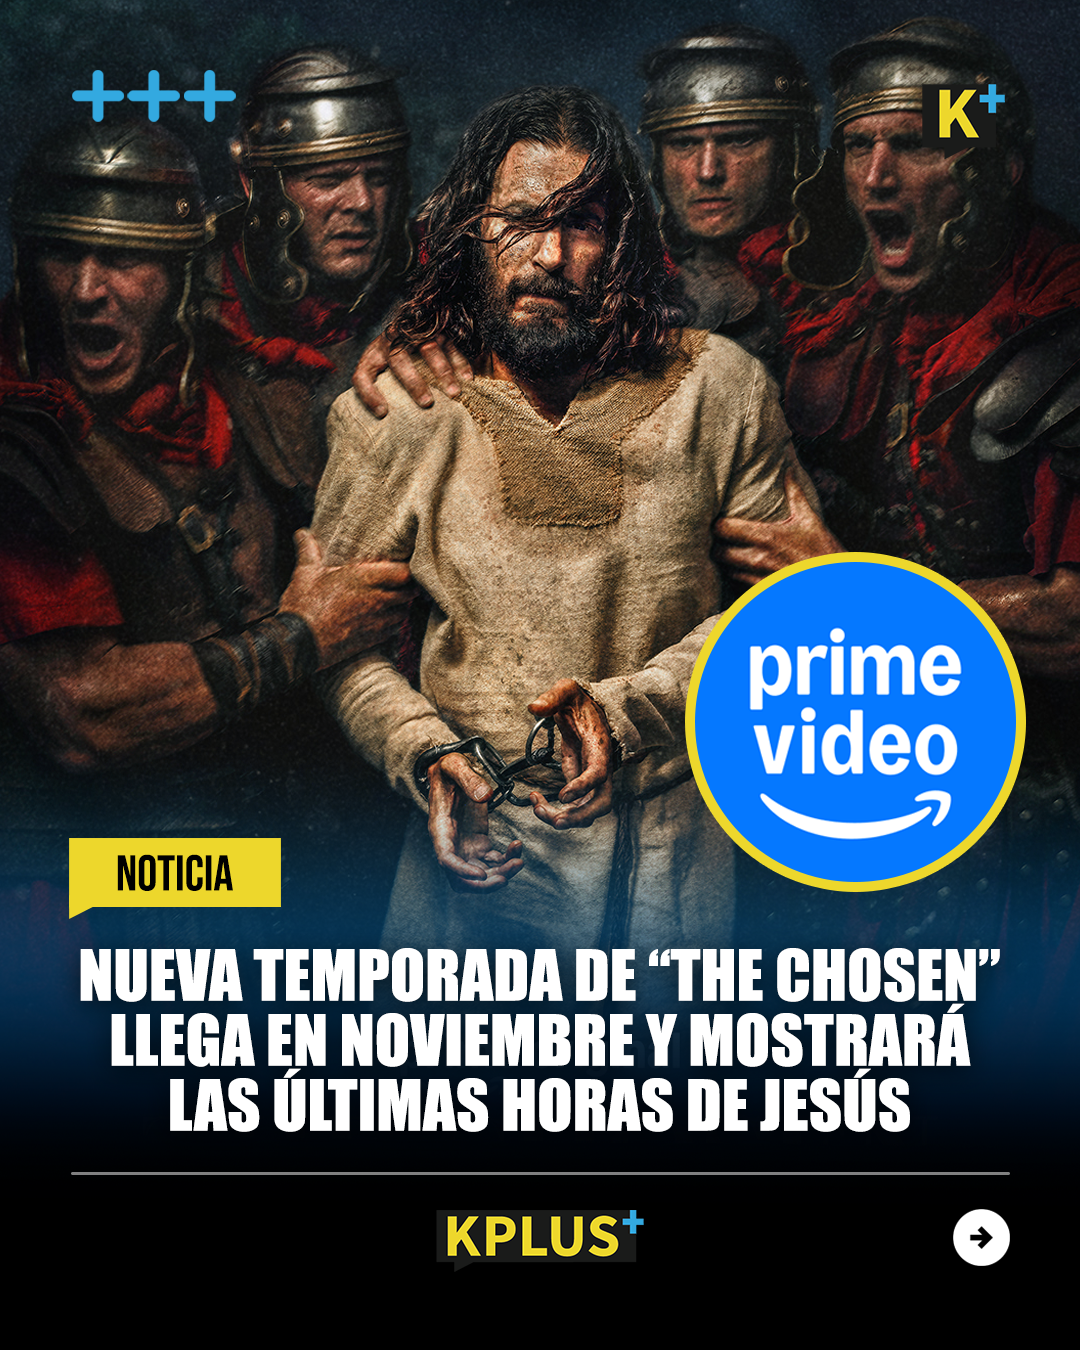 +++
K+
prime
video
NOTICIA
NUEVA TEMPORADA DE “THE CHOSEN”
LLEGA EN NOVIEMBRE Y MOSTRARÁ
LAS ÚLTIMAS HORAS DE JESÚS
KPLUS+